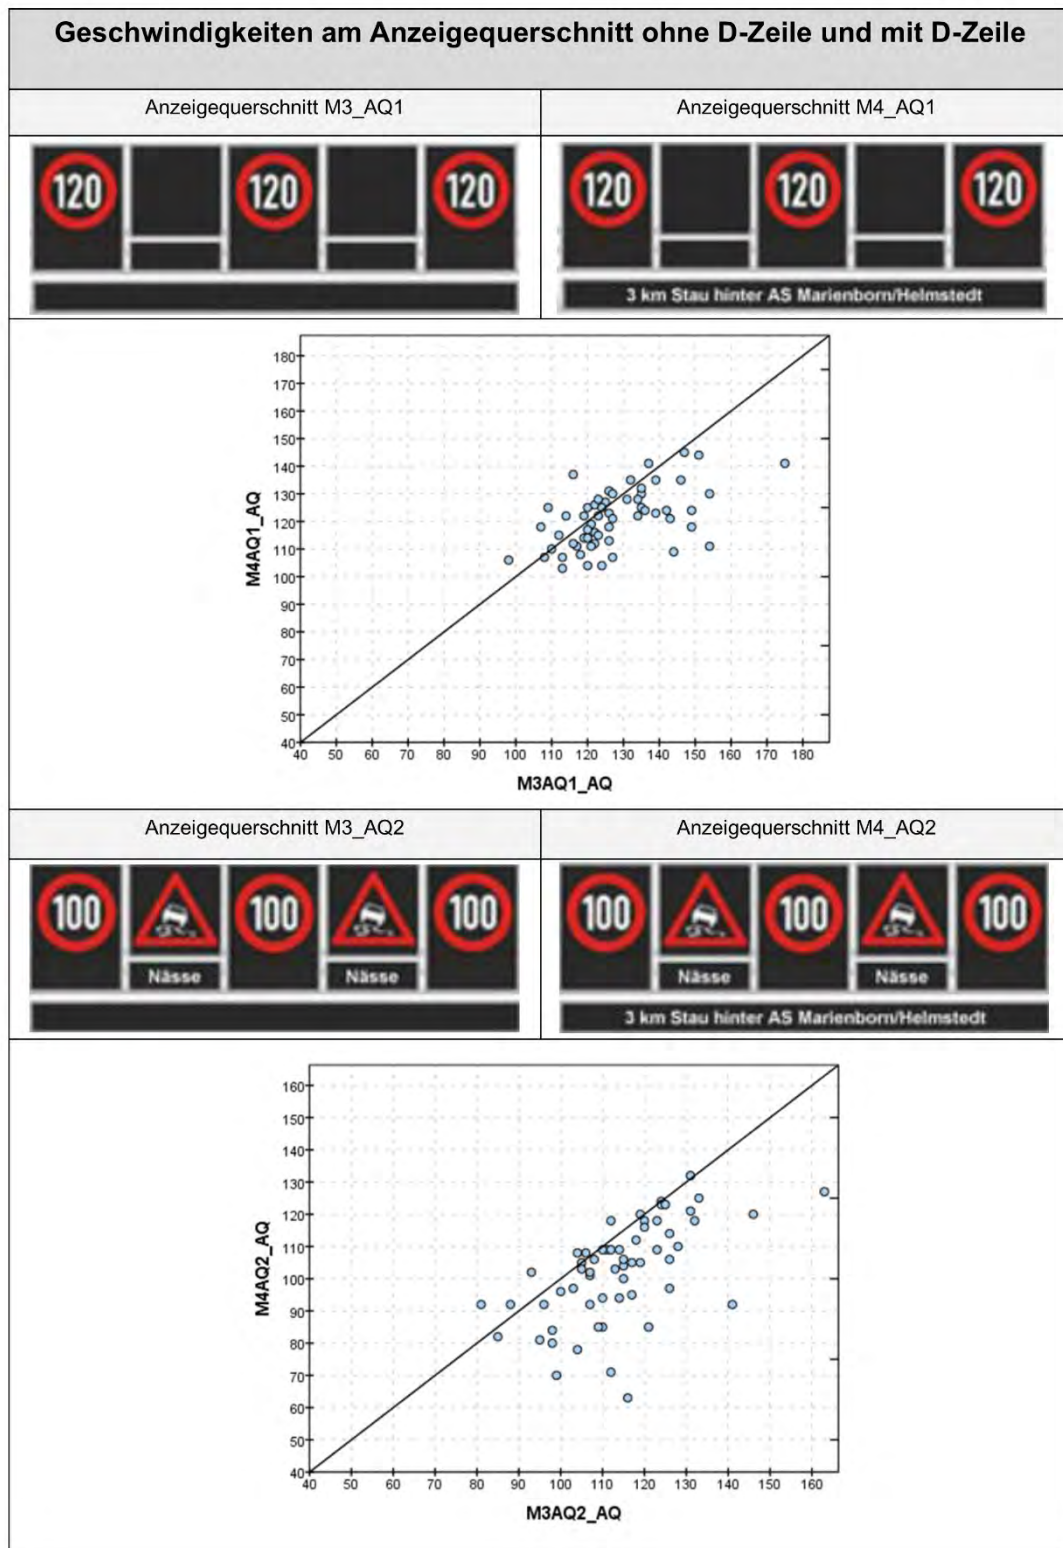 Geschwindigkeiten am Anzeigequerschnitt ohne D-Zeile und mit D-Zeile
Anzeigequerschnitt M3_AQ1
Anzeigequerschnitt M4_AQ1
120 120 120
120 120 120
3 km Stau hinter AS Marienborn/Helmstedt
180
170
160
150
140
130
120
110
100
90
80
70
60
50
40
M4AQ1_AQ
40 50 60 70 80 90 100 110 120 130 140 150 160 170 180
M3AQ1_AQ
Anzeigequerschnitt M3_AQ2
Anzeigequerschnitt M4_AQ2
100 100 100
Nässe Nässe
100 100 100
Nässe Nässe
3 km Stau hinter AS Marienborn/Helmstedt
160
150
140
130
120
110
100
90
80
70
60
50
40
M4AQ2_AQ
40 50 60 70 80 90 100 110 120 130 140 150 160
M3AQ2_AQ